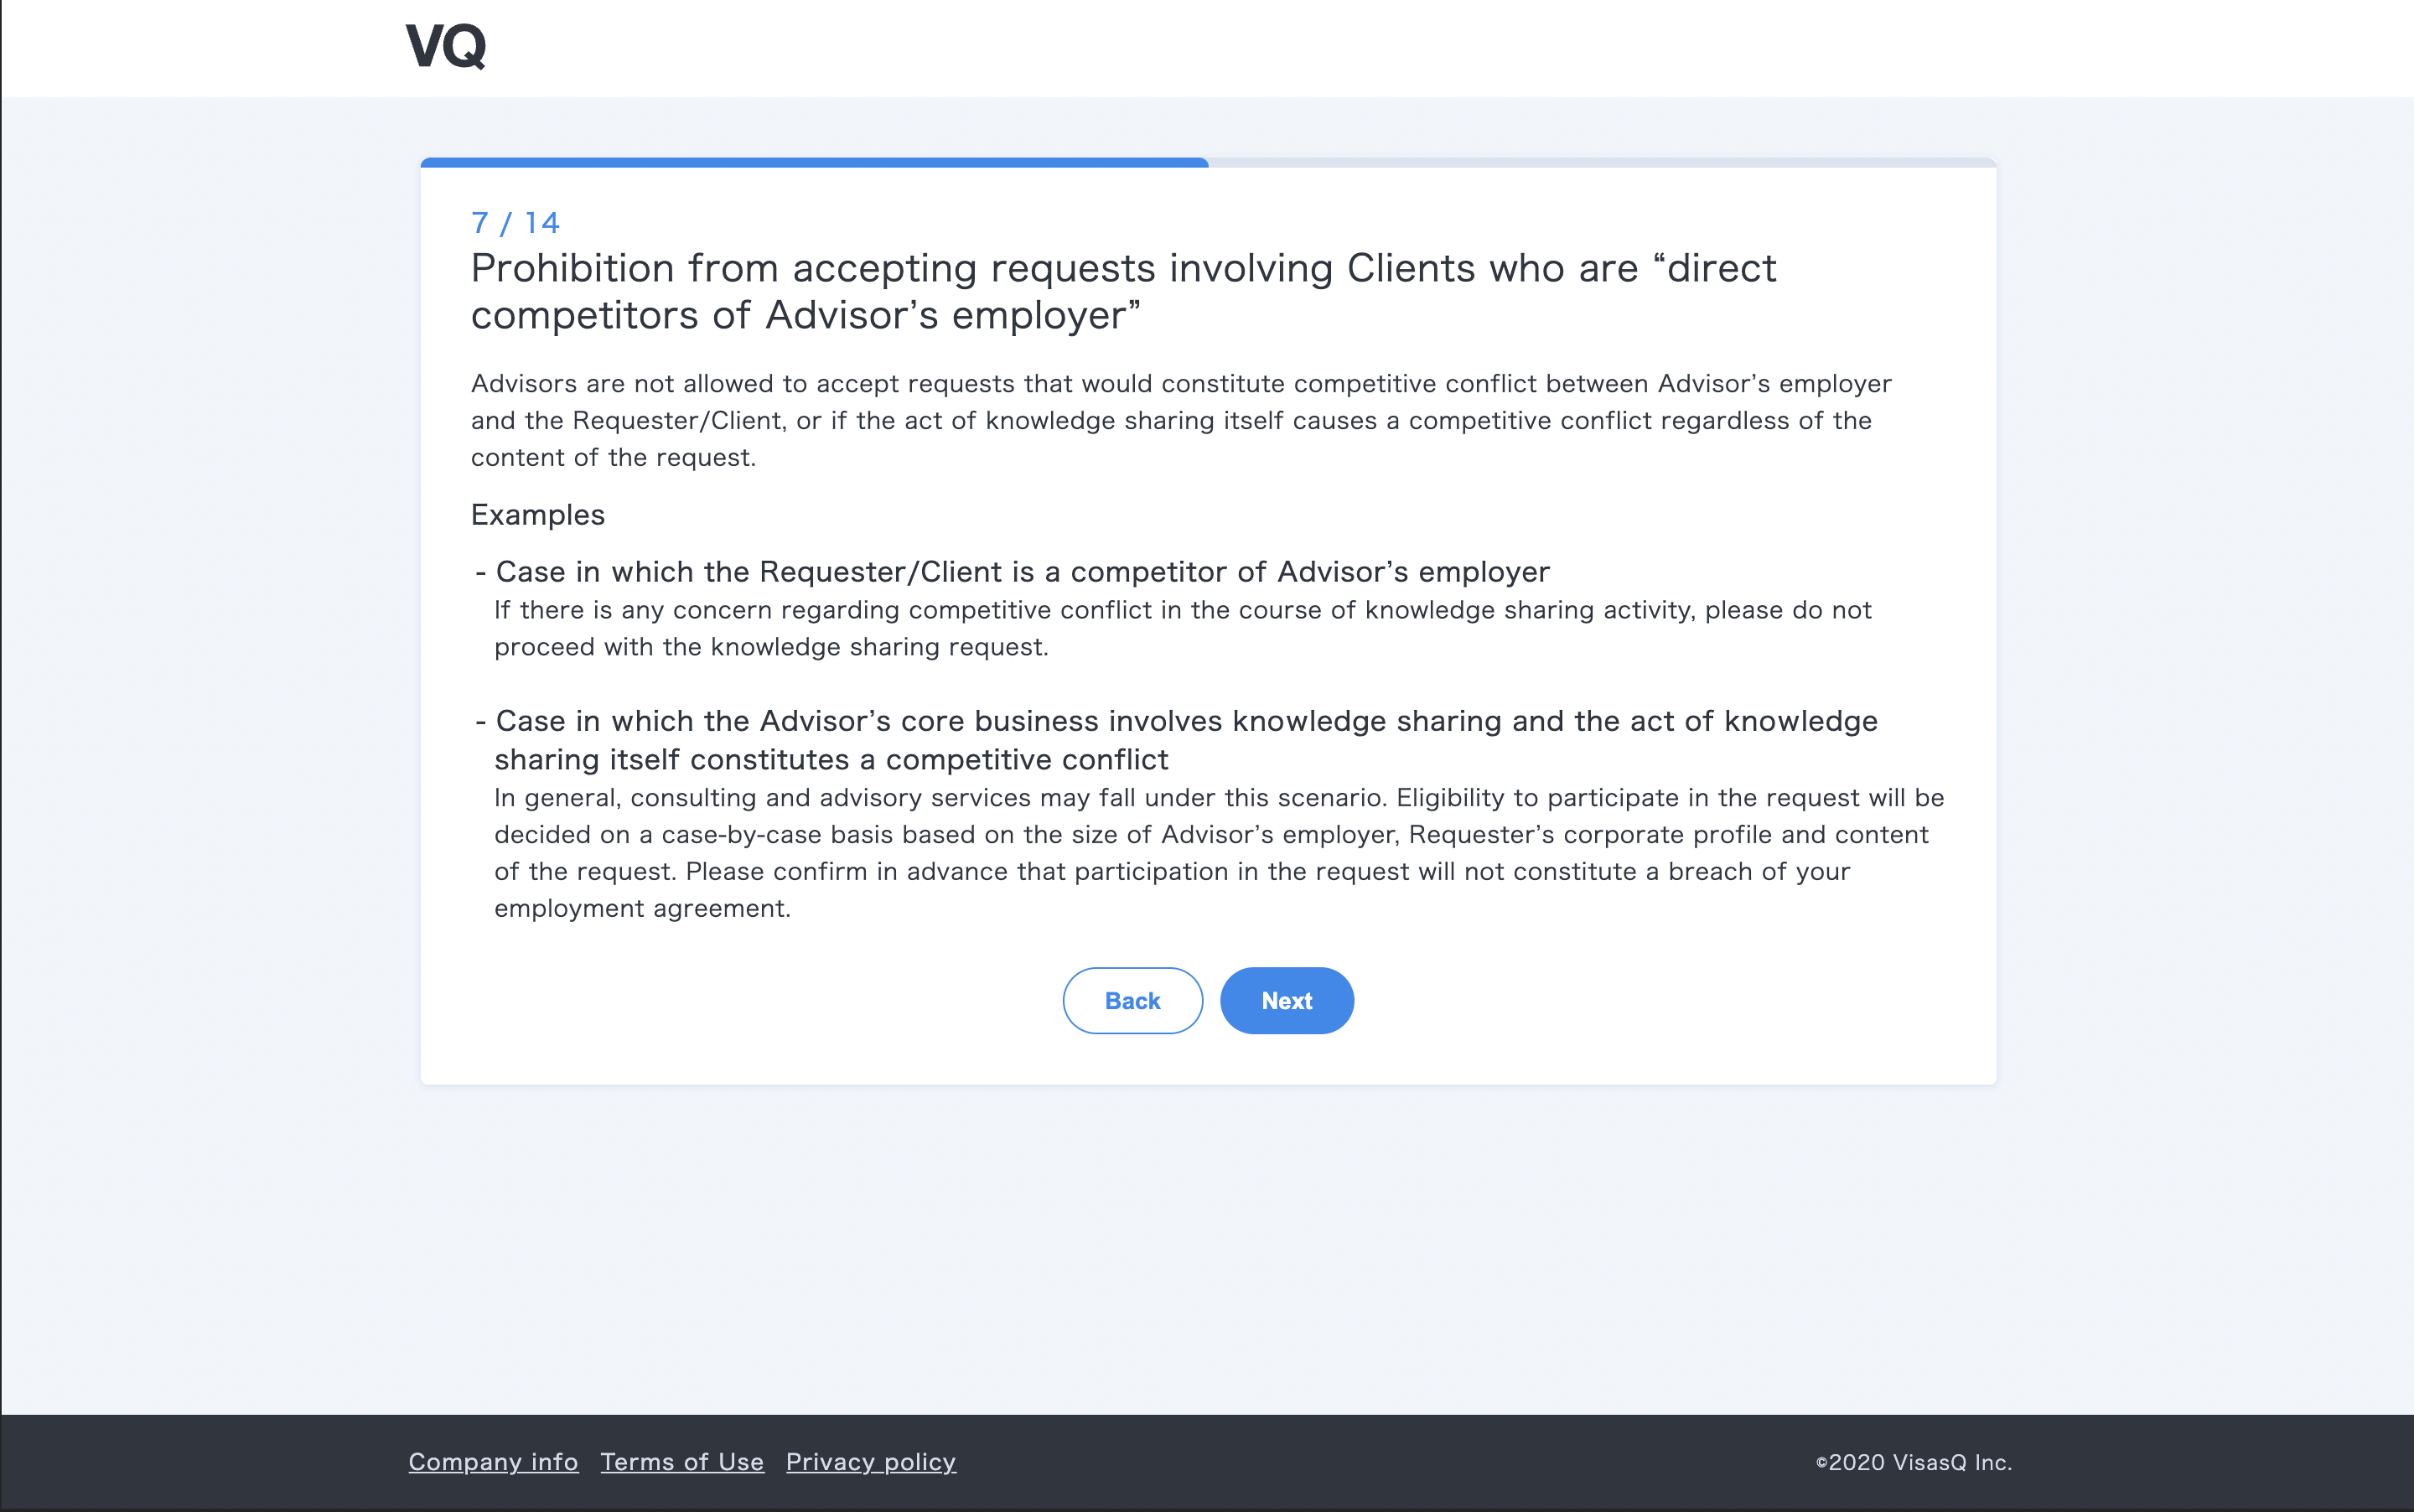 VQ
7 / 14
Prohibition from accepting requests involving Clients who are “direct
competitors of Advisor’s employer”
Advisors are not allowed to accept requests that would constitute competitive conflict between Advisor’s employer
and the Requester/Client, or if the act of knowledge sharing itself causes a competitive conflict regardless of the
content of the request.
Examples
- Case in which the Requester/Client is a competitor of Advisor’s employer
If there is any concern regarding competitive conflict in the course of knowledge sharing activity, please do not
proceed with the knowledge sharing request.
- Case in which the Advisor’s core business involves knowledge sharing and the act of knowledge
sharing itself constitutes a competitive conflict
In general, consulting and advisory services may fall under this scenario. Eligibility to participate in the request will be
decided on a case-by-case basis based on the size of Advisor’s employer, Requester’s corporate profile and content
of the request. Please confirm in advance that participation in the request will not constitute a breach of your
employment agreement.
Back Next
Company info Terms of Use Privacy policy ©2020 VisasQ Inc.